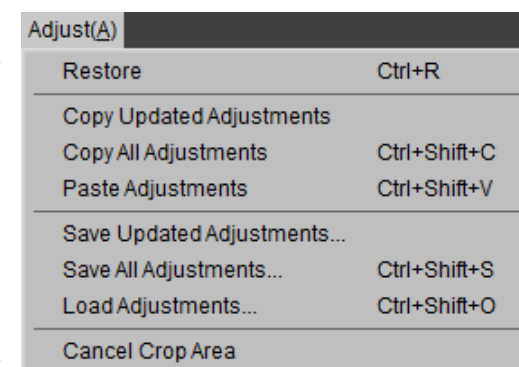 Adjust(A)
Restore Ctrl+R
Copy Updated Adjustments
Copy All Adjustments Ctrl+Shift+C
Paste Adjustments Ctrl+Shift+V
Save Updated Adjustments...
Save All Adjustments... Ctrl+Shift+S
Load Adjustments... Ctrl+Shift+O
Cancel Crop Area